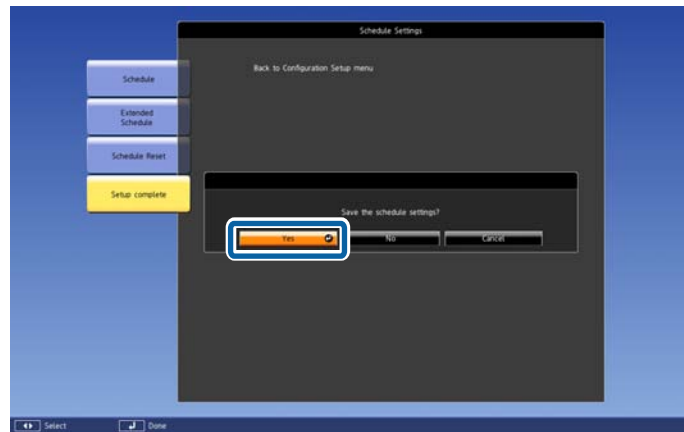 Schedule Settings
Schedule
Extended
Schedule
Schedule Reset
Setup complete
Back to Configuration Setup menu
Save the schedule settings?
Yes No Cancel
Select Done